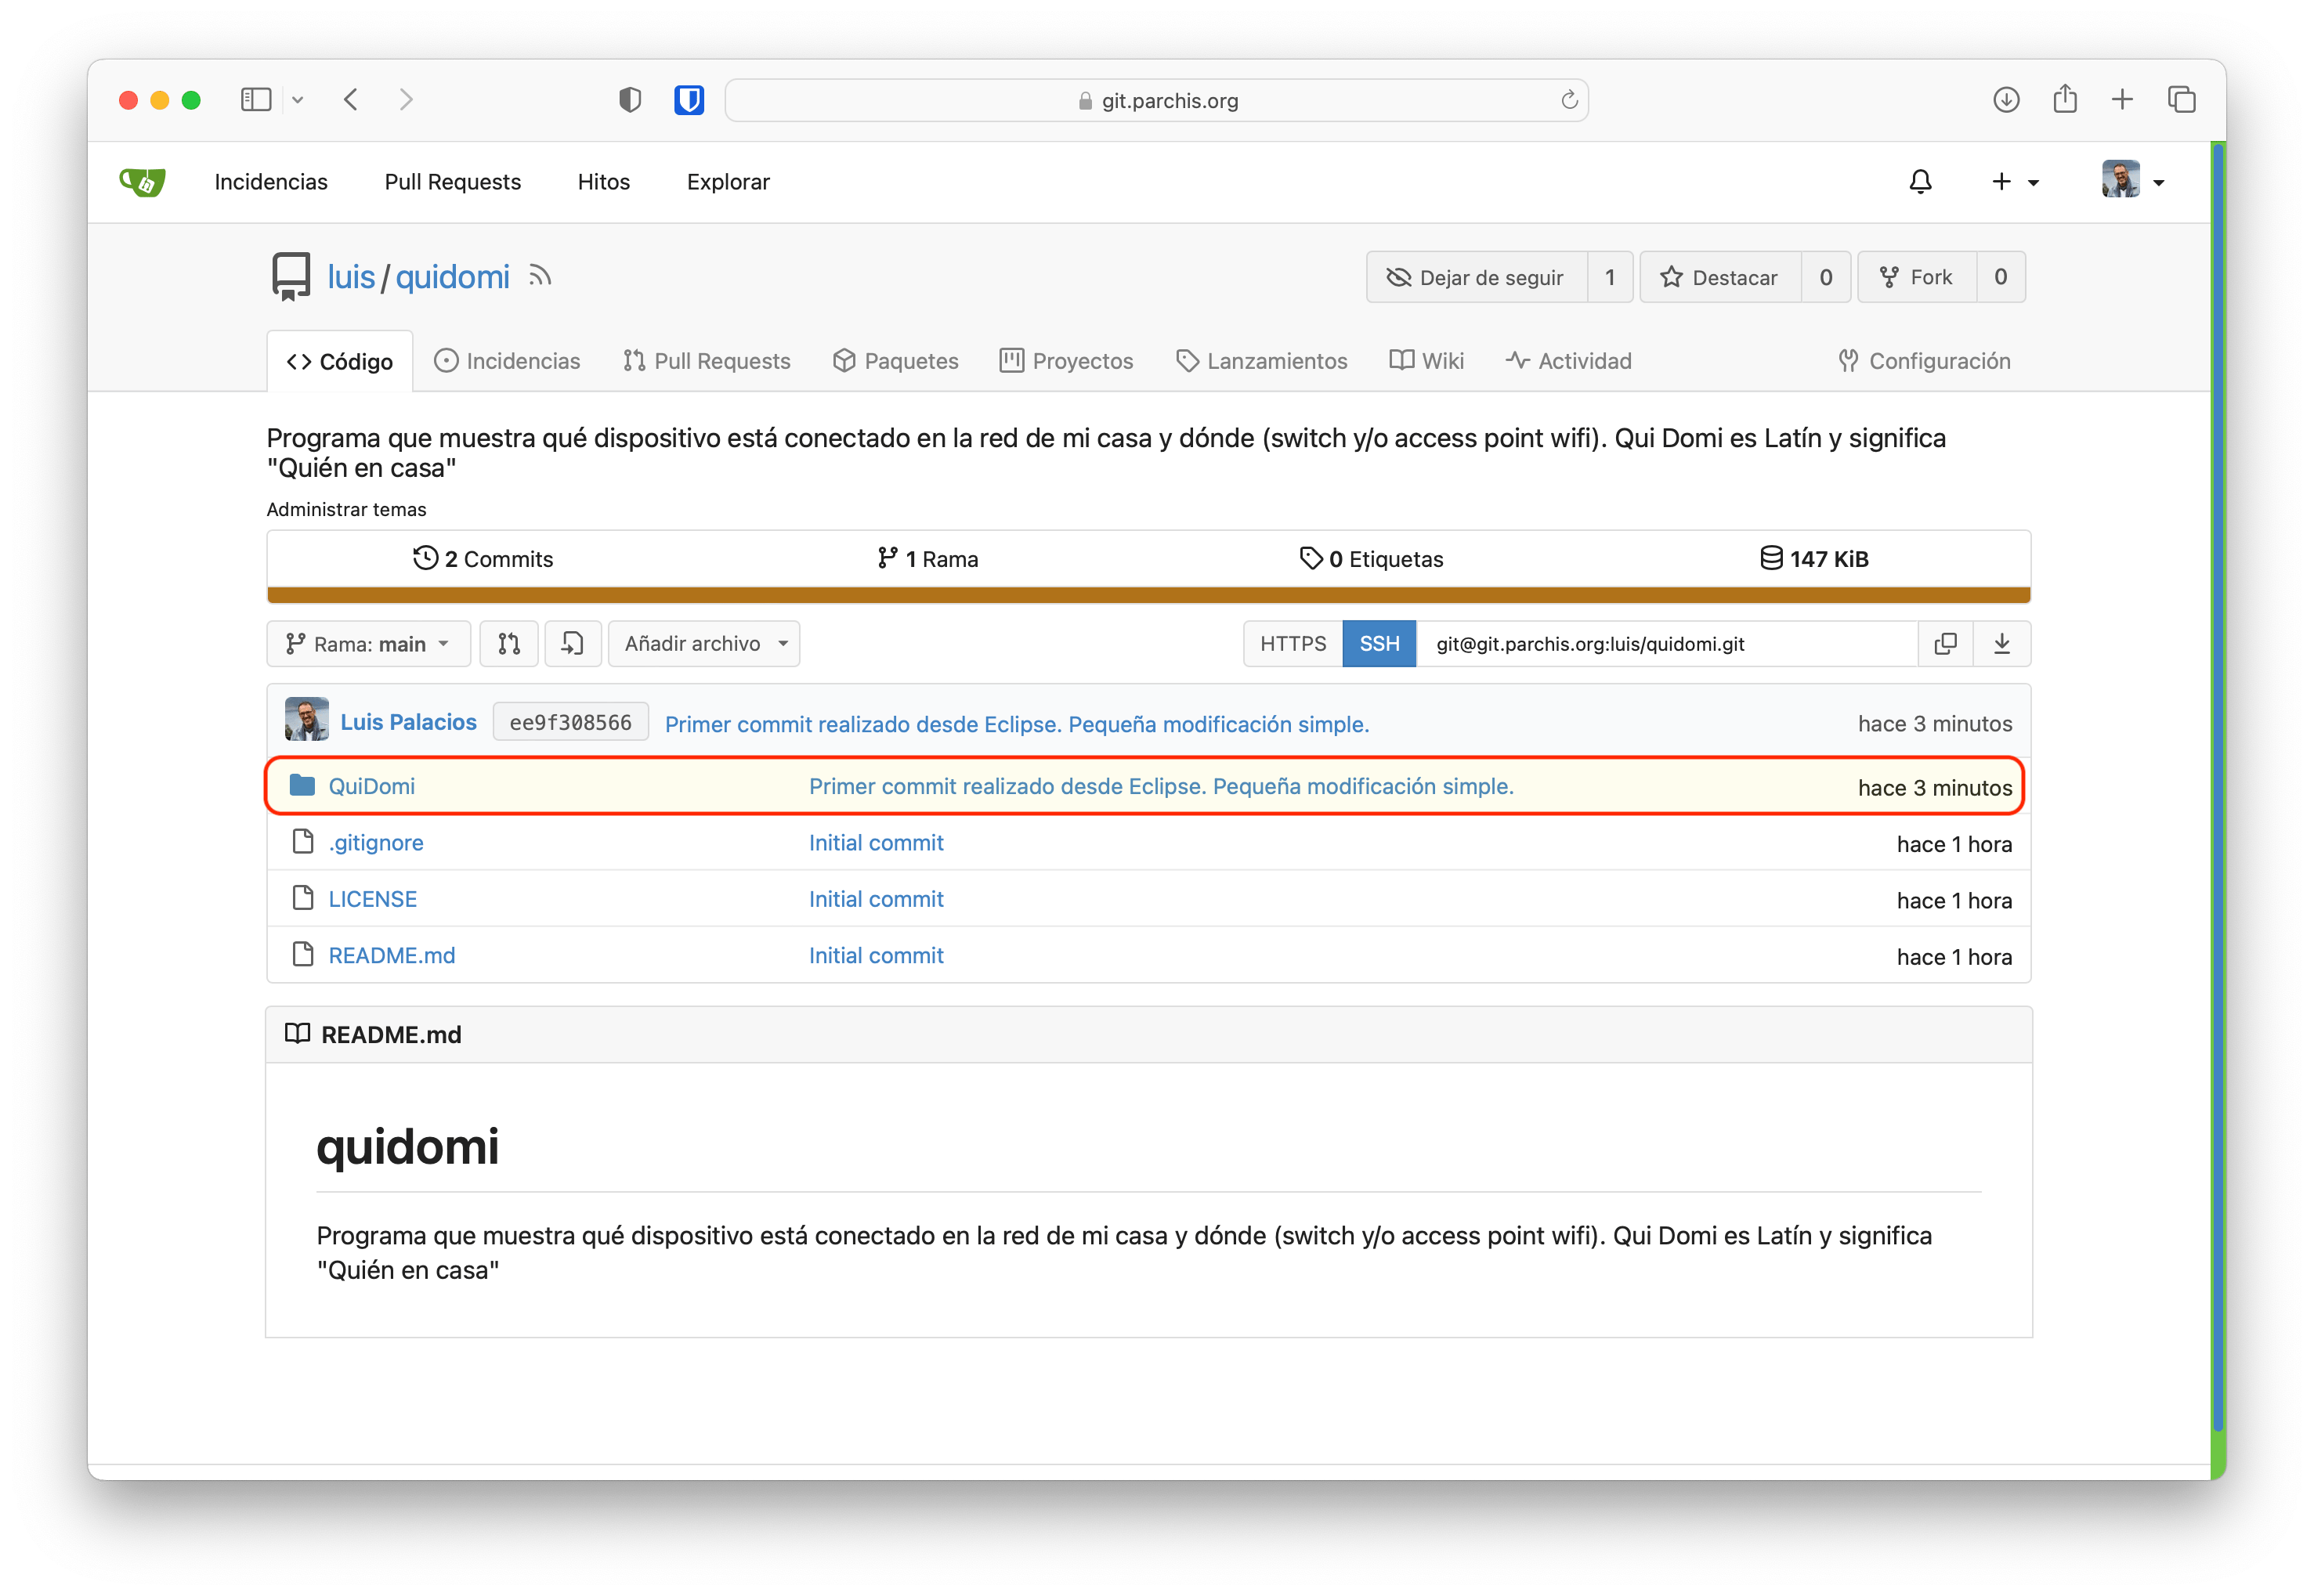 git.parchis.org
Incidencias Pull Requests Hitos Explorar
luis/quidomi
Dejar de seguir 1 Destacar 0 Fork 0
Código Incidencias Pull Requests Paquetes Proyectos Lanzamientos Wiki Actividad Configuración
Programa que muestra qué dispositivo está conectado en la red de mi casa y dónde (switch y/o access point wifi). Qui Domi es Latín y significa
"Quién en casa"
Administrar temas
2 Commits 1 Rama 0 Etiquetas 147 KiB
Rama: main Añadir archivo HTTPS SSH git@git.parchis.org:luis/quidomi.git
Luis Palacios ee9f308566 Primer commit realizado desde Eclipse. Pequeña modificación simple. hace 3 minutos
QuiDomi Primer commit realizado desde Eclipse. Pequeña modificación simple. hace 3 minutos
.gitignore Initial commit hace 1 hora
LICENSE Initial commit hace 1 hora
README.md Initial commit hace 1 hora
README.md
quidomi
Programa que muestra qué dispositivo está conectado en la red de mi casa y dónde (switch y/o access point wifi). Qui Domi es Latín y significa
"Quién en casa"